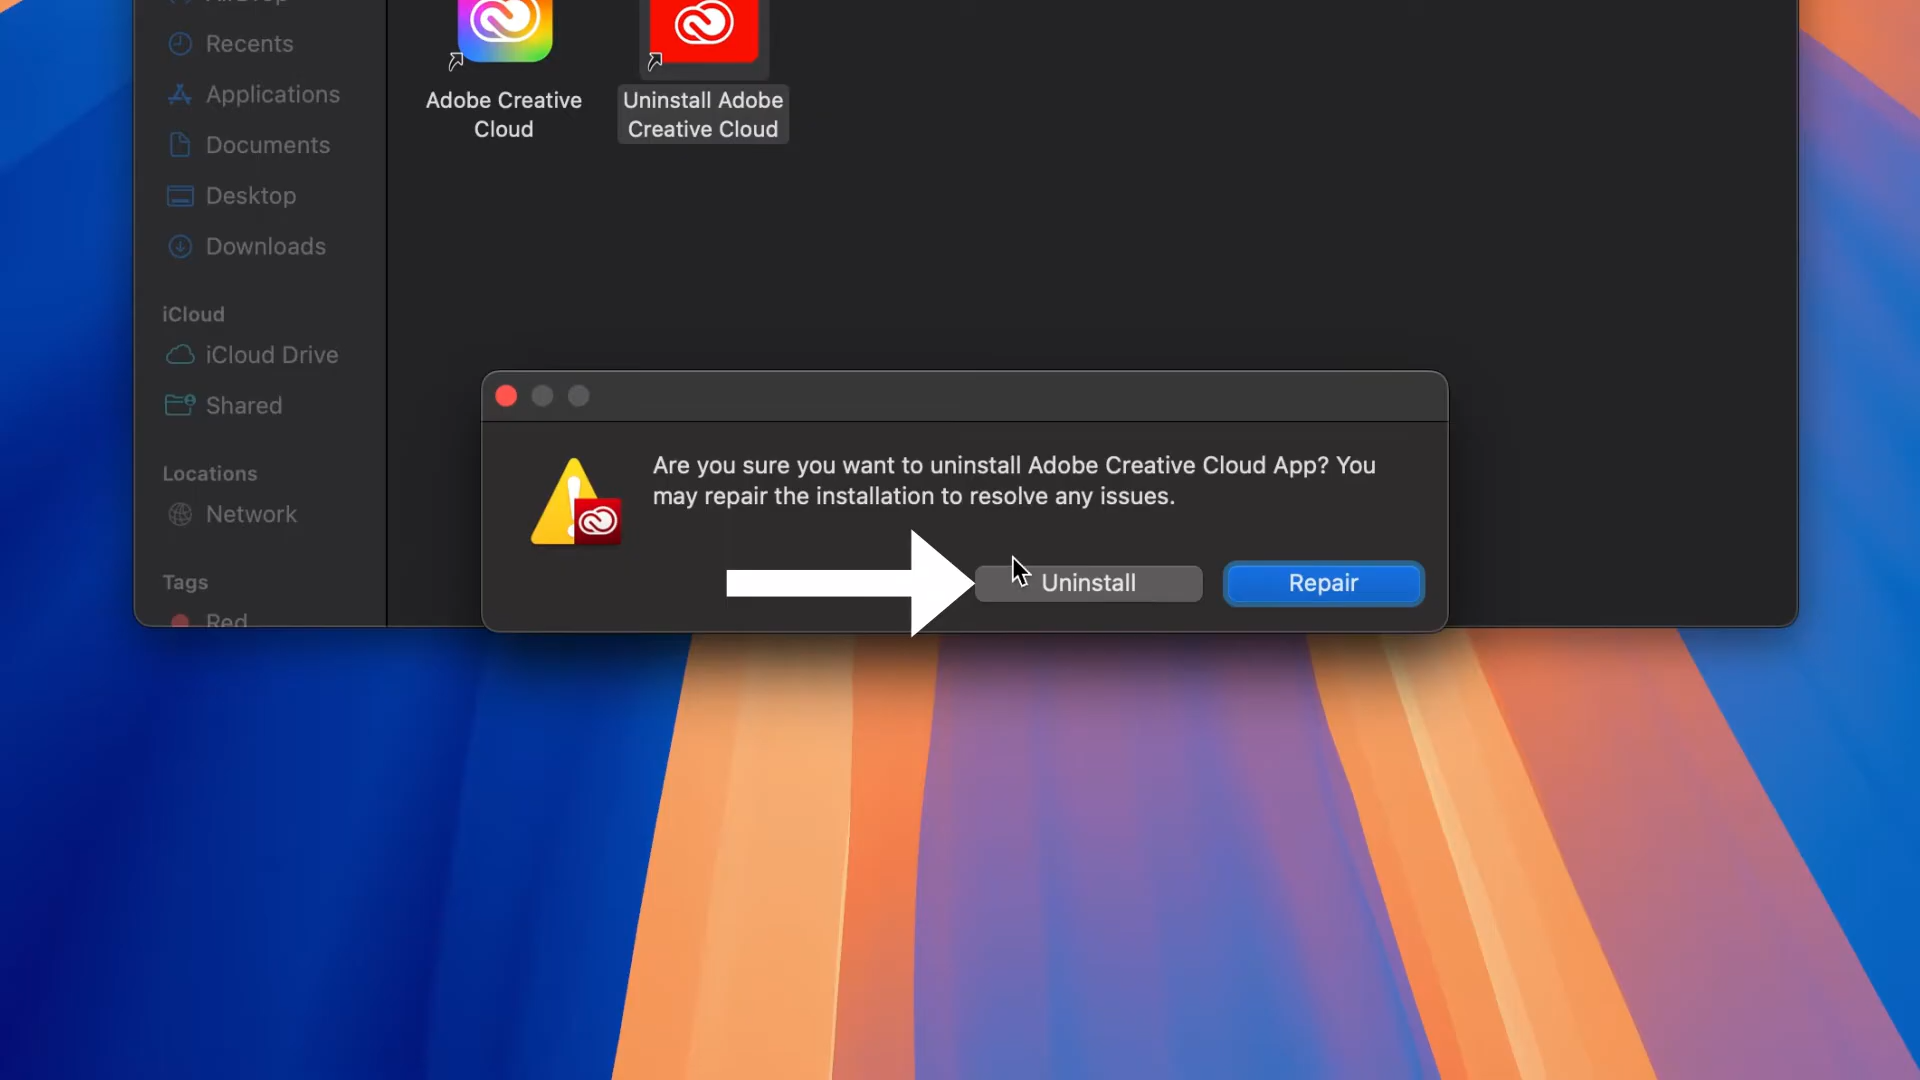 Recents
Applications
Documents
Desktop
Downloads
iCloud
iCloud Drive
Shared
Locations
Network
Tags
Red
Adobe Creative
Cloud
Uninstall Adobe
Creative Cloud
Are you sure you want to uninstall Adobe Creative Cloud App? You
may repair the installation to resolve any issues.
Uninstall
Repair